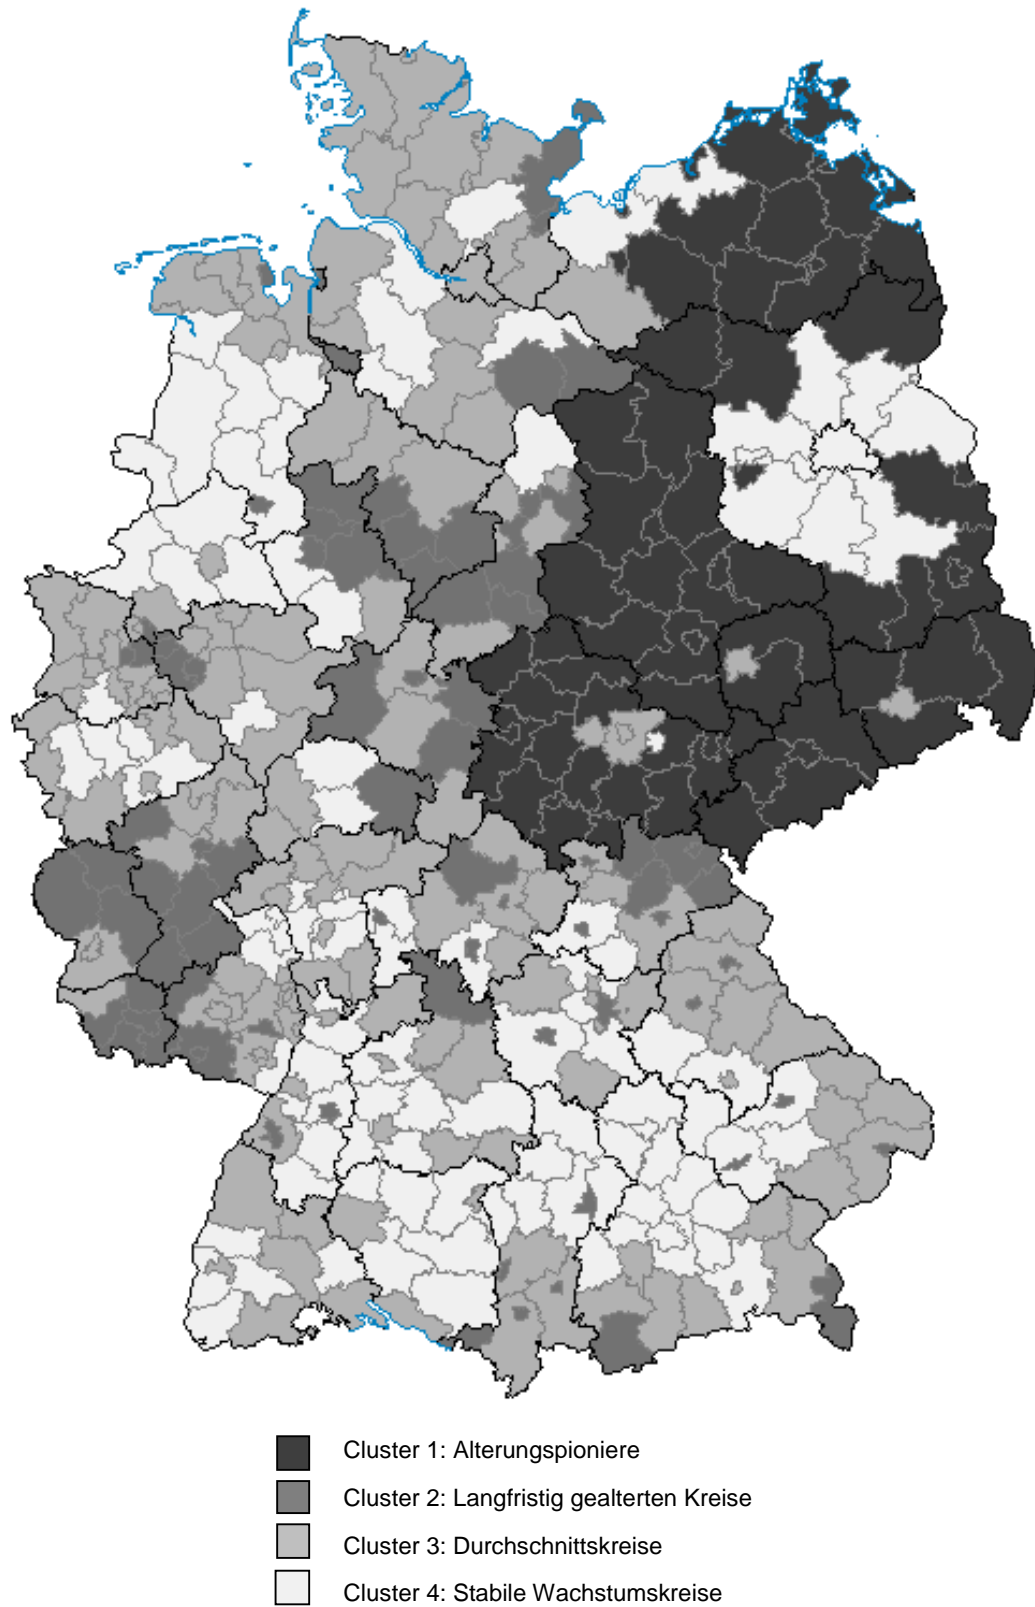 Cluster 1: Alterungspioniere
Cluster 2: Langfristig gealterten Kreise
Cluster 3: Durchschnittskreise
Cluster 4: Stabile Wachstumskreise